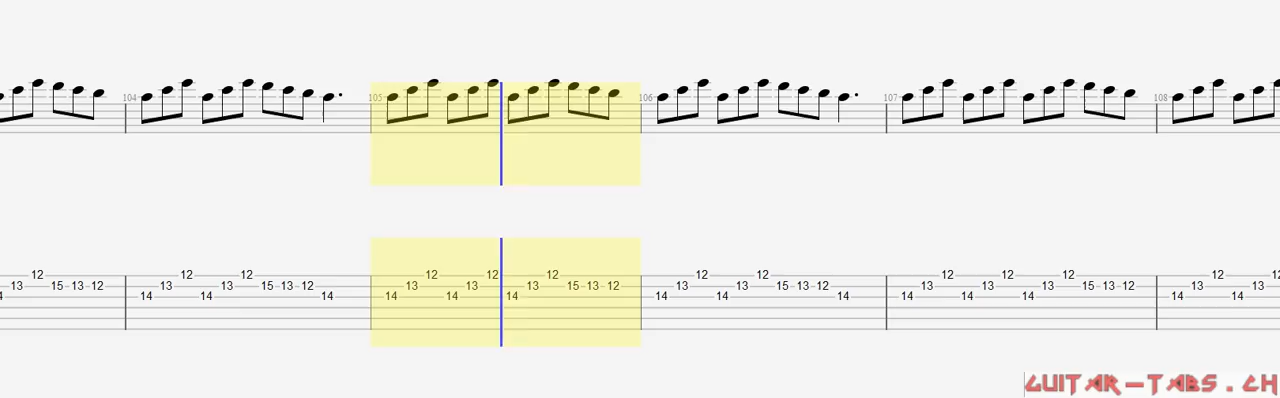 104 105 106 107 108
12 12 12 12 12 12 12 12 12 12 12 12 12
13 15 13 12 13 13 15 13 12 13 13 13 15 13 12 13 13 15 13 12 13 13 13 15 13 12 13 13
14 14 14 14 14 14 14 14 14 14 14 14 14 14
GUITAR-TABS.CH